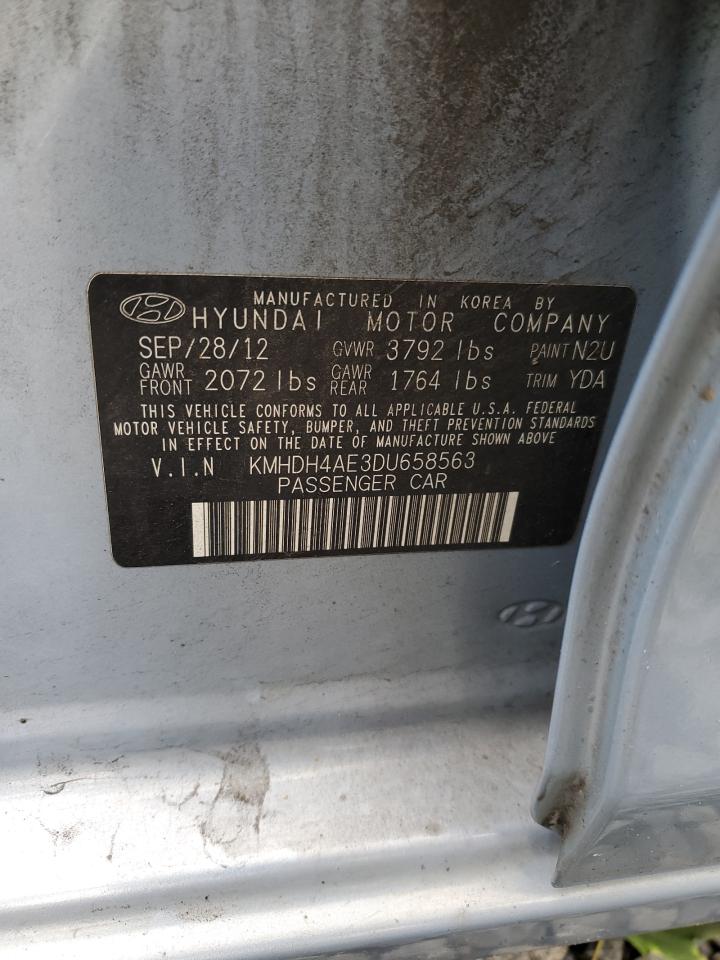 MANUFACTURED IN KOREA BY
HYUNDAI MOTOR COMPANY
SEP/28/12 GVWR 3792 lbs PAINT N2U
GAWR FRONT 2072 lbs GAWR REAR 1764 lbs TRIM YDA
THIS VEHICLE CONFORMS TO ALL APPLICABLE U.S.A. FEDERAL
MOTOR VEHICLE SAFETY, BUMPER, AND THEFT PREVENTION STANDARDS
IN EFFECT ON THE DATE OF MANUFACTURE SHOWN ABOVE
V.I.N KMHDH4AE3DU658563
PASSENGER CAR